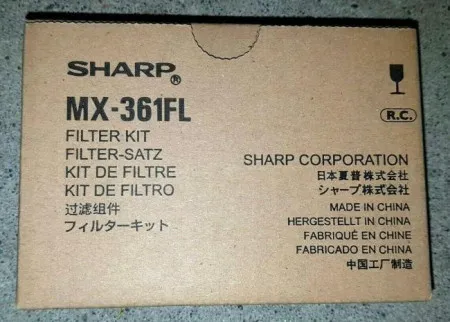 SHARP®
MX-361FL
FILTER KIT
FILTER-SATZ
KIT DE FILTRE
KIT DE FILTRO
过滤组件
フィルターキット
R.C.
SHARP CORPORATION
日本夏普株式会社
シャープ株式会社
MADE IN CHINA
HERGESTELLT IN CHINA
FABRIQUÉ EN CHINE
FABRICADO EN CHINA
中国工厂制造